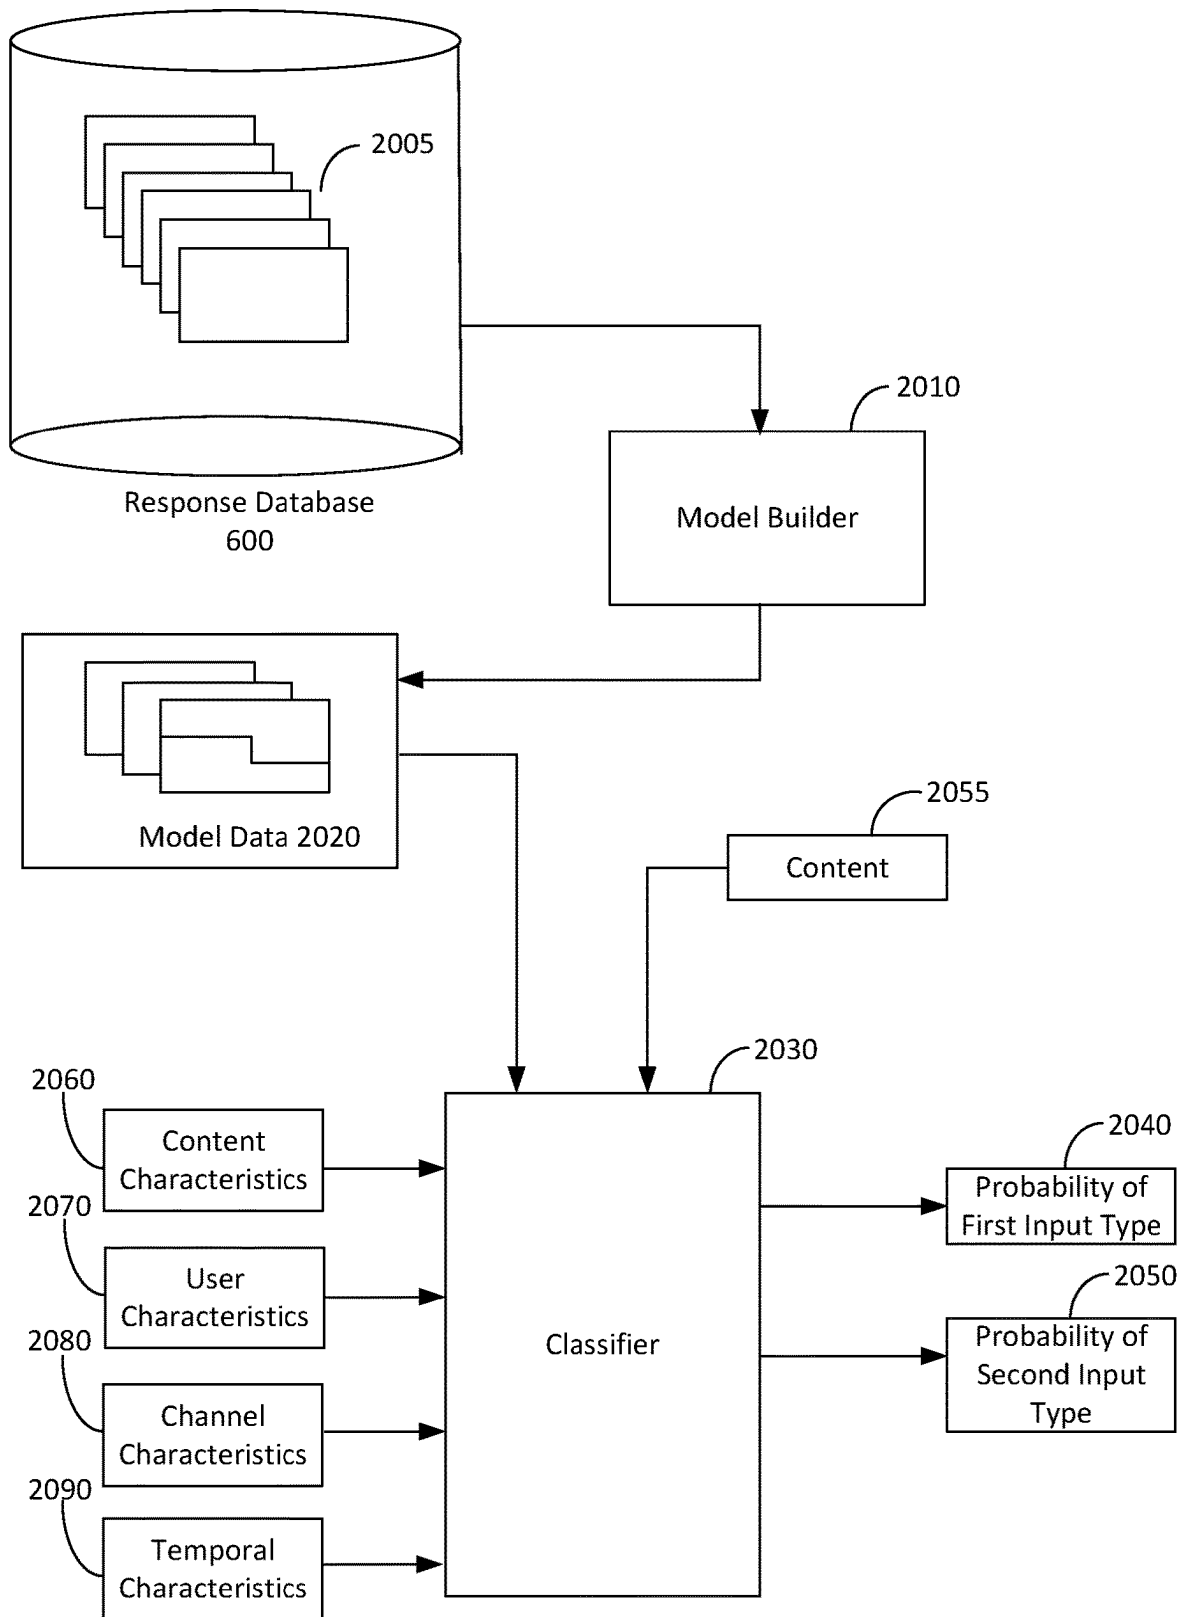 2005
Response Database
600
2010
Model Builder
Model Data 2020
2055
Content
2030
2060
Content
Characteristics
2070
User
Characteristics
2080
Channel
Characteristics
2090
Temporal
Characteristics
Classifier
2040
Probability of
First Input Type
2050
Probability of
Second Input
Type